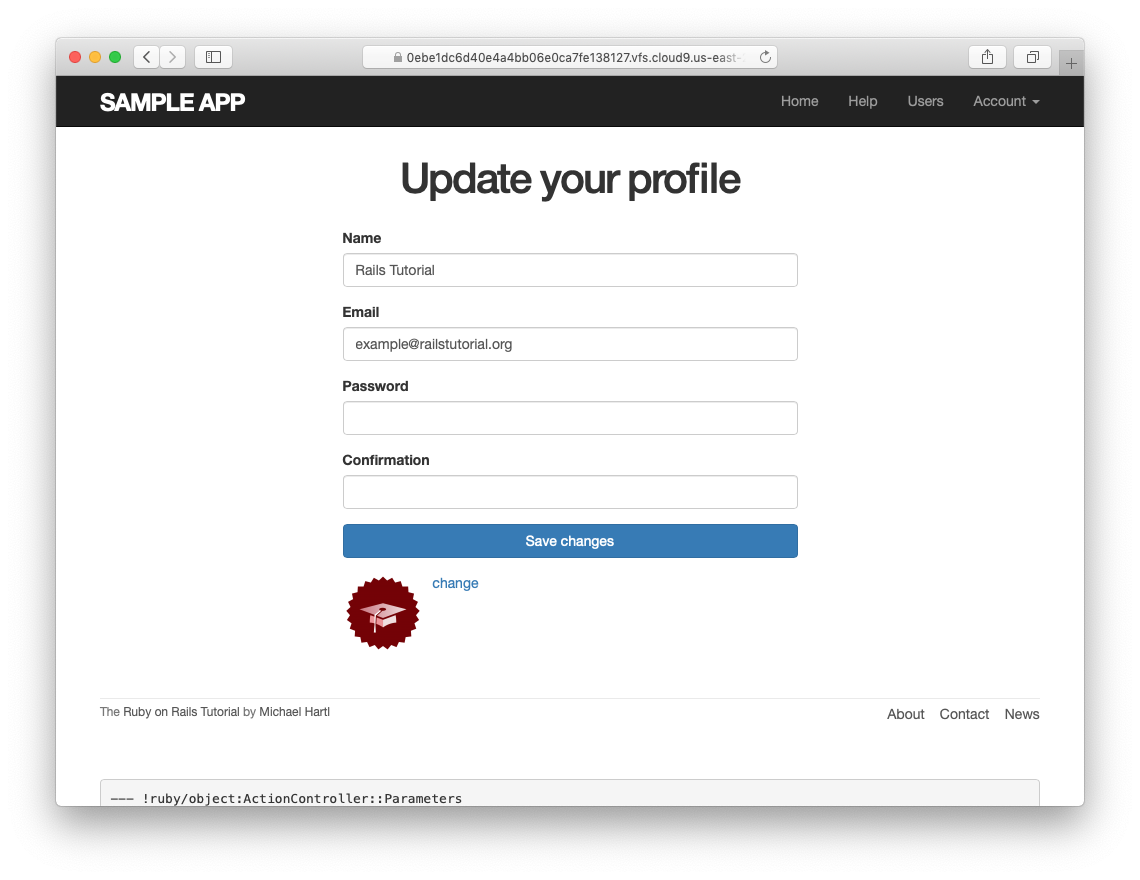 0ebe1dc6d40e4a4bb06e0ca7fe138127.vfs.cloud9.us-east-
SAMPLE APP
Home Help Users Account
Update your profile
Name
Rails Tutorial
Email
example@railstutorial.org
Password
Confirmation
Save changes
change
The Ruby on Rails Tutorial by Michael Hartl
About Contact News
--- !ruby/object:ActionController::Parameters